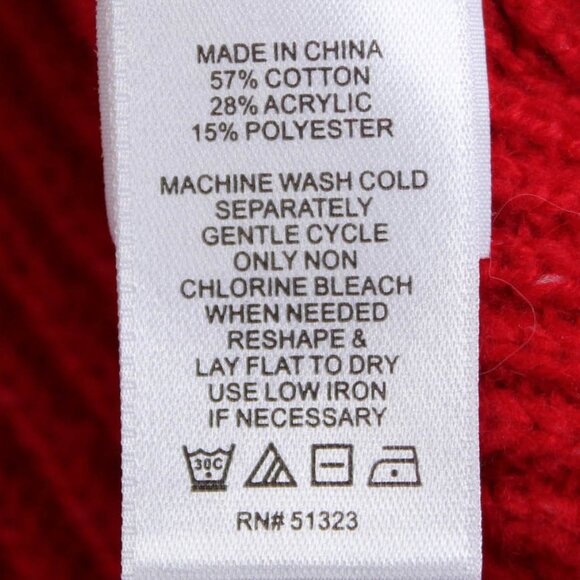 MADE IN CHINA
57% COTTON
28% ACRYLIC
15% POLYESTER
MACHINE WASH COLD
SEPARATELY
GENTLE CYCLE
ONLY NON
CHLORINE BLEACH
WHEN NEEDED
RESHAPE &
LAY FLAT TO DRY
USE LOW IRON
IF NECESSARY
30C
RN# 51323